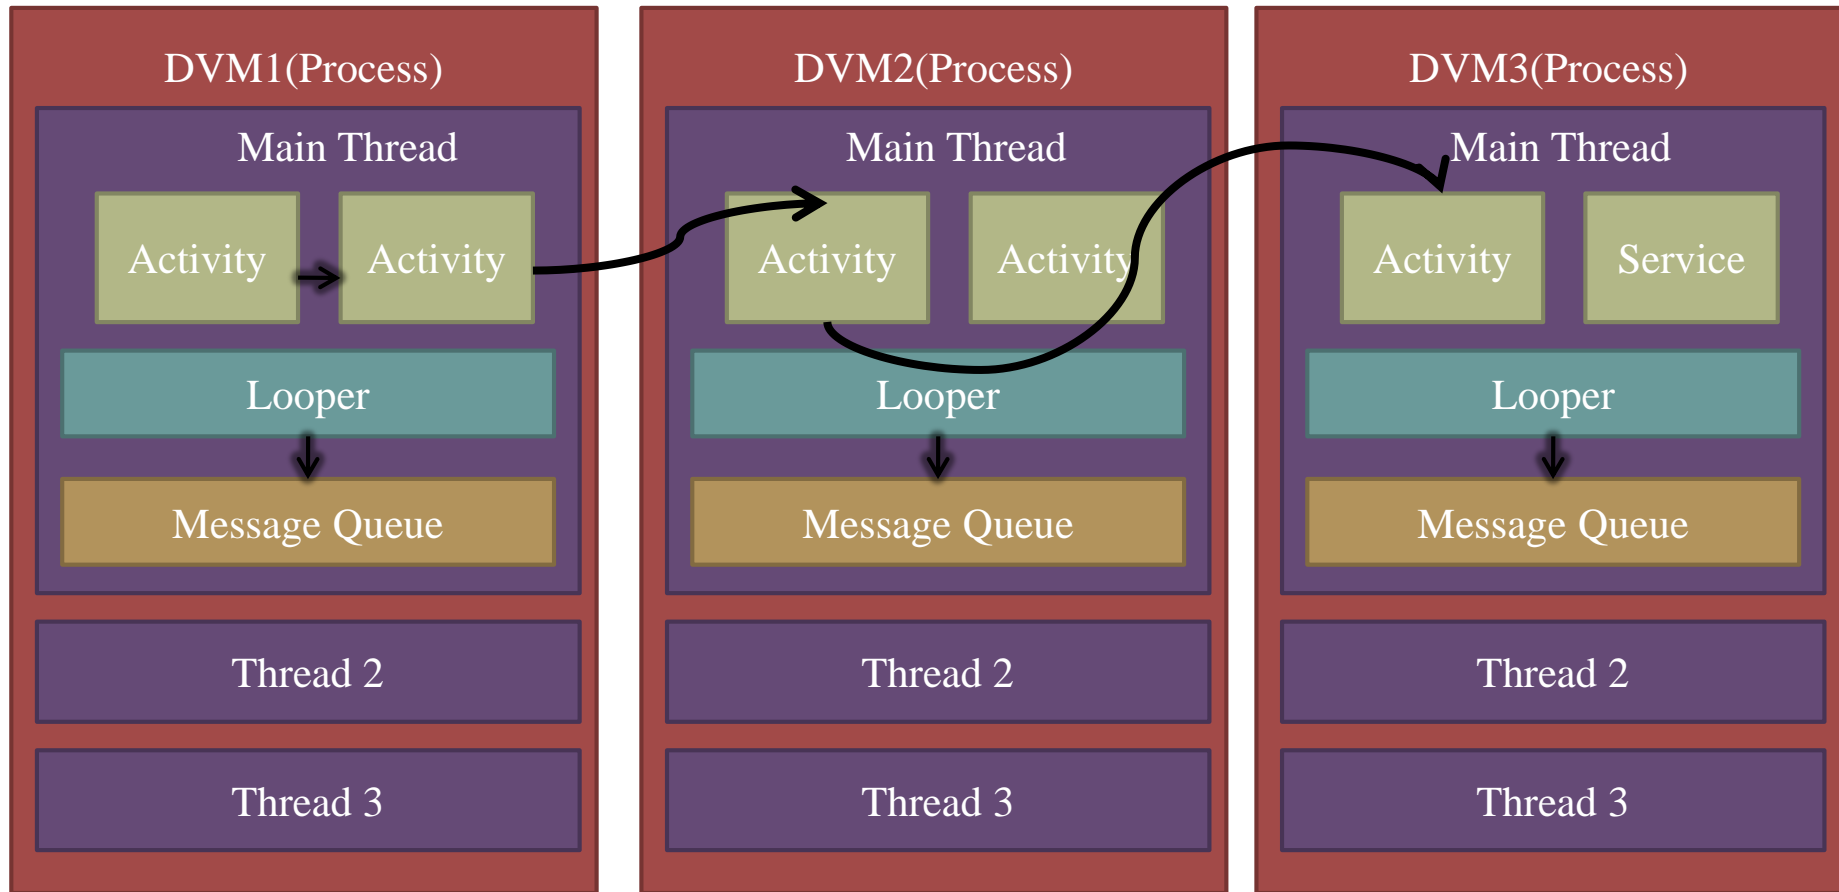 DVM1(Process)
Main Thread
Activity
Activity
Looper
Message Queue
Thread 2
Thread 3
DVM2(Process)
Main Thread
Activity
Activity
Looper
Message Queue
Thread 2
Thread 3
DVM3(Process)
Main Thread
Activity
Service
Looper
Message Queue
Thread 2
Thread 3